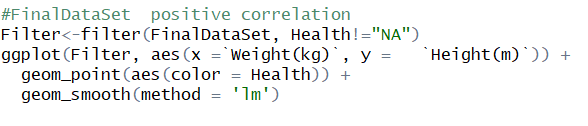 #FinalDataSet  positive correlation
Filter<-filter(FinalDataSet, Health!="NA")
ggplot(Filter, aes(x =`Weight(kg)`, y =   `Height(m)`)) +
  geom_point(aes(color = Health)) +
  geom_smooth(method = 'lm')